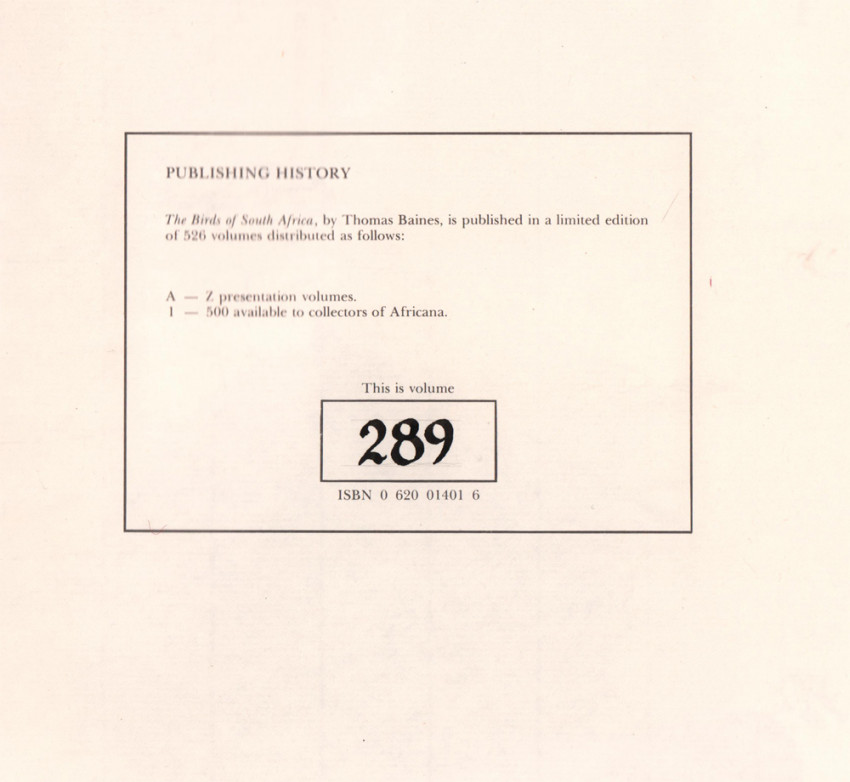 PUBLISHING HISTORY
The Birds of South Africa, by Thomas Baines, is published in a limited edition
of 526 volumes distributed as follows:
A — Z presentation volumes.
1 — 500 available to collectors of Africana.
This is volume
289
ISBN 0 620 01401 6